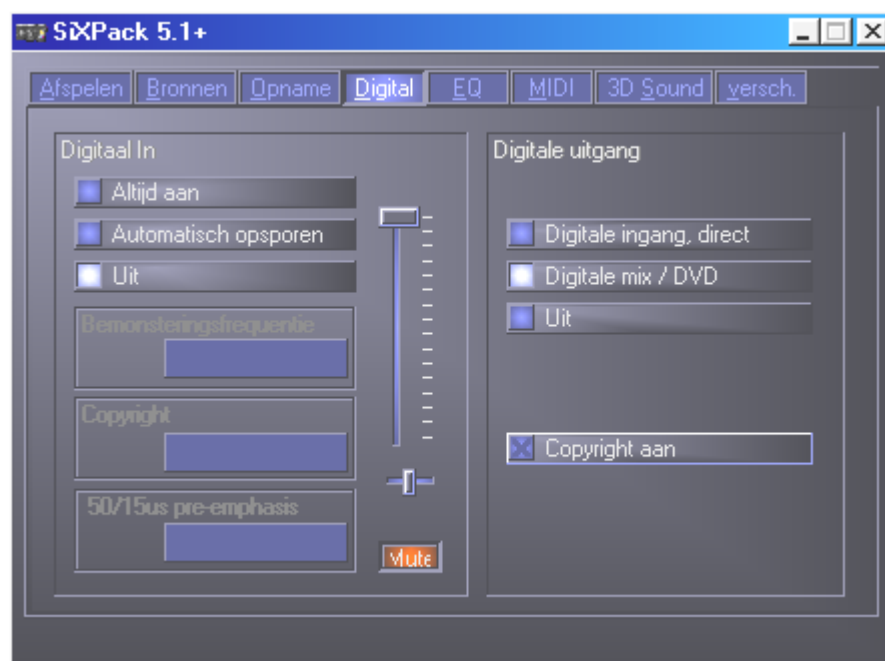 SiXPack 5.1+
Afspelen Bronnen Opname Digital EQ MIDI 3D Sound versch.
Digitaal In
Altijd aan
Automatisch opsporen
Uit
Bemonsteringsfrequentie
Copyright
50/15us pre-emphasis
Mute
Digitale uitgang
Digitale ingang, direct
Digitale mix / DVD
Uit
Copyright aan